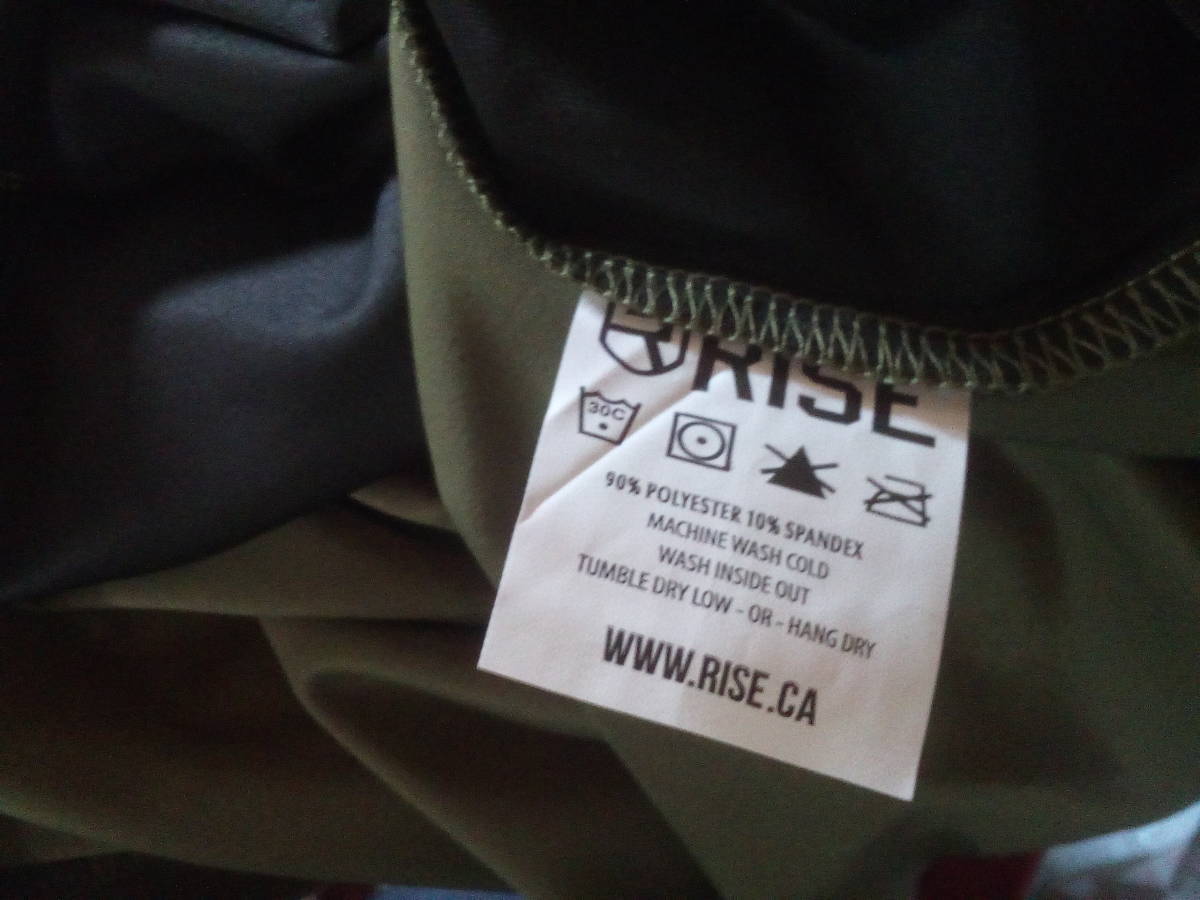 RISE
30C
90% POLYESTER 10% SPANDEX
MACHINE WASH COLD
WASH INSIDE OUT
TUMBLE DRY LOW - OR - HANG DRY
WWW.RISE.CA